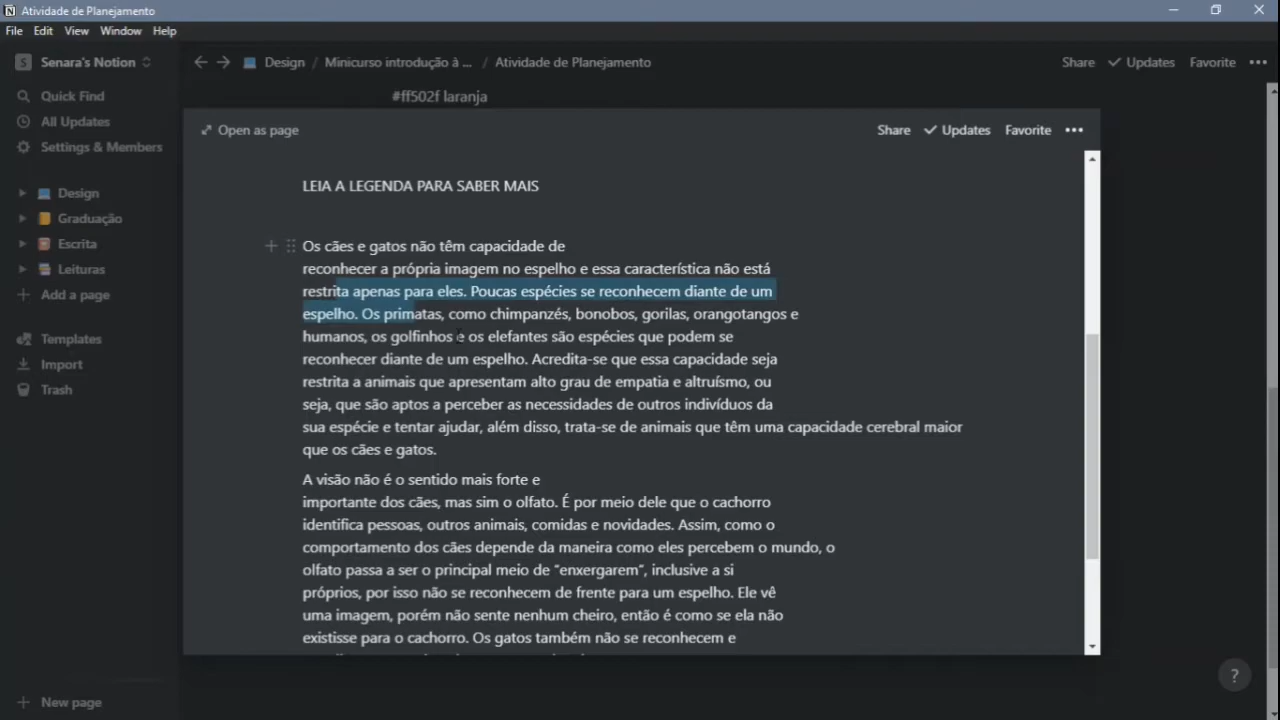 Atividade de Planejamento
File Edit View Window Help
S Senara's Notion
Design / Minicurso introdução à ... / Atividade de Planejamento
Share Updates Favorite
Quick Find
All Updates
Settings & Members
Design
Graduação
Escrita
Leituras
Add a page
Templates
Import
Trash
New page
#ff502f laranja
Open as page
Share Updates Favorite
LEIA A LEGENDA PARA SABER MAIS
Os cães e gatos não têm capacidade de
reconhecer a própria imagem no espelho e essa característica não está
restrita apenas para eles. Poucas espécies se reconhecem diante de um
espelho. Os primatas, como chimpanzés, bonobos, gorilas, orangotangos e
humanos, os golfinhos e os elefantes são espécies que podem se
reconhecer diante de um espelho. Acredita-se que essa capacidade seja
restrita a animais que apresentam alto grau de empatia e altruísmo, ou
seja, que são aptos a perceber as necessidades de outros indivíduos da
sua espécie e tentar ajudar, além disso, trata-se de animais que têm uma capacidade cerebral maior
que os cães e gatos.
A visão não é o sentido mais forte e
importante dos cães, mas sim o olfato. É por meio dele que o cachorro
identifica pessoas, outros animais, comidas e novidades. Assim, como o
comportamento dos cães depende da maneira como eles percebem o mundo, o
olfato passa a ser o principal meio de "enxergarem", inclusive a si
próprios, por isso não se reconhecem de frente para um espelho. Ele vê
uma imagem, porém não sente nenhum cheiro, então é como se ela não
existisse para o cachorro. Os gatos também não se reconhecem e
?